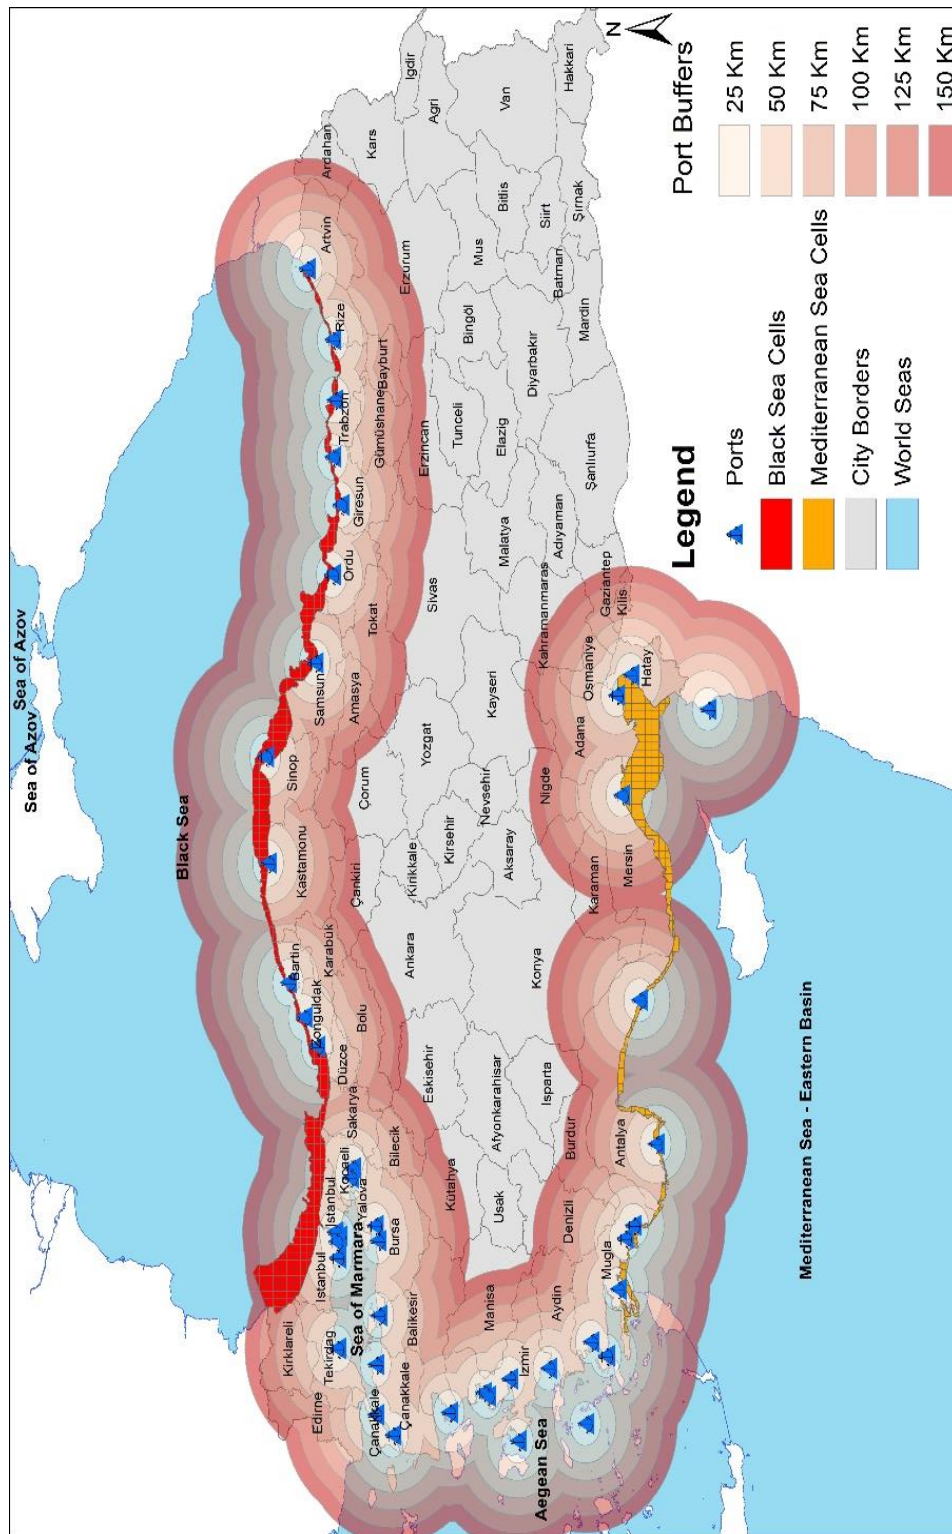 Sea of Azov
Sea of Azov
Black Sea
Kirklareli
Edirne
Tekirdag
Istanbul
Istanbul
Sea of Marmara
Kocaeli
Yalova
Sakarya
Düzce
Zonguldak
Bartin
Karabük
Kastamonu
Sinop
Samsun
Ordu
Giresun
Trabzon
Rize
Artvin
Ardahan
Kars
Igdir
Çanakkale
Çanakkale
Balikesir
Bursa
Bilecik
Bolu
Çankiri
Çorum
Amasya
Tokat
Gümüshane
Bayburt
Erzurum
Agri
Kütahya
Eskisehir
Ankara
Kirikkale
Yozgat
Sivas
Erzincan
Tunceli
Bingöl
Mus
Van
Manisa
Usak
Afyonkarahisar
Kirsehir
Kayseri
Malatya
Elazig
Diyarbakır
Bitlis
Izmir
Aydin
Denizli
Burdur
Isparta
Konya
Aksaray
Nevsehir
Nigde
Kahramanmaras
Adıyaman
Şanlıurfa
Mardin
Batman
Siirt
Şırnak
Hakkari
Aegean Sea
Mugla
Antalya
Karaman
Mersin
Adana
Osmaniye
Hatay
Gaziantep
Kilis
Mediterranean Sea - Eastern Basin
N
Legend
Ports
Black Sea Cells
Mediterranean Sea Cells
City Borders
World Seas
Port Buffers
25 Km
50 Km
75 Km
100 Km
125 Km
150 Km